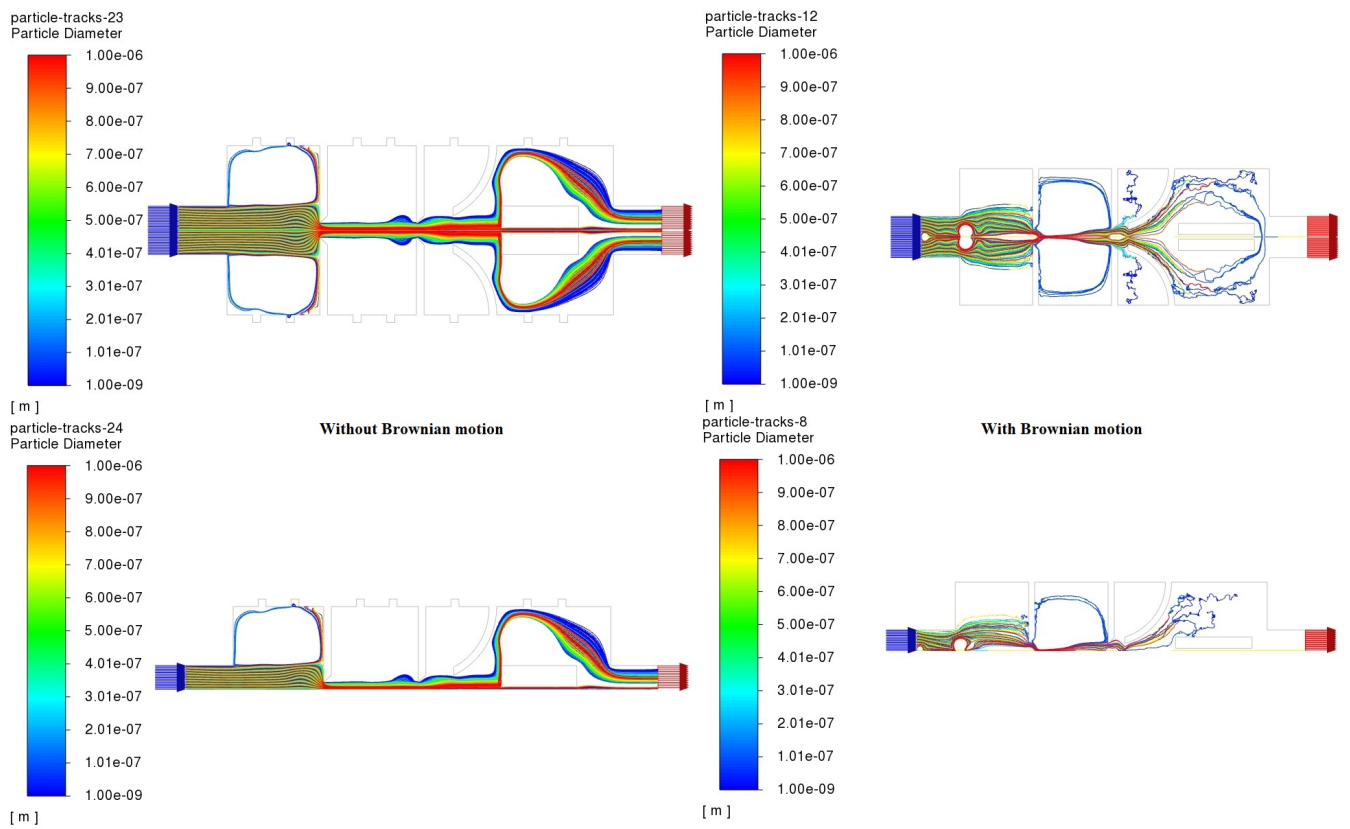 particle-tracks-23
Particle Diameter
1.00e-06
9.00e-07
8.00e-07
7.00e-07
6.00e-07
5.00e-07
4.01e-07
3.01e-07
2.01e-07
1.01e-07
1.00e-09
[ m ]
particle-tracks-12
Particle Diameter
1.00e-06
9.00e-07
8.00e-07
7.00e-07
6.00e-07
5.00e-07
4.01e-07
3.01e-07
2.01e-07
1.01e-07
1.00e-09
[ m ]
Without Brownian motion
With Brownian motion
particle-tracks-24
Particle Diameter
1.00e-06
9.00e-07
8.00e-07
7.00e-07
6.00e-07
5.00e-07
4.01e-07
3.01e-07
2.01e-07
1.01e-07
1.00e-09
[ m ]
particle-tracks-8
Particle Diameter
1.00e-06
9.00e-07
8.00e-07
7.00e-07
6.00e-07
5.00e-07
4.01e-07
3.01e-07
2.01e-07
1.01e-07
1.00e-09
[ m ]